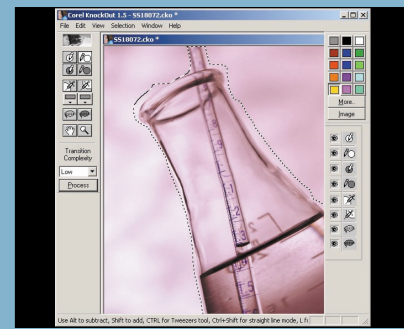 Corel KnockOut 1.5 - SS18072.cko *
File Edit View Selection Window Help
SS18072.cko *
More..
Image
Transition
Complexity
Low
Process
Use Alt to subtract, Shift to add, CTRL for Tweezers tool, Ctrl+Shift for straight line mode, L